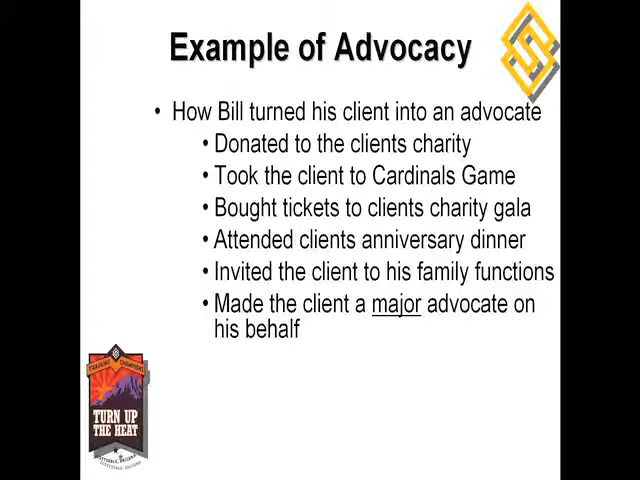 Example of Advocacy
• How Bill turned his client into an advocate
• Donated to the clients charity
• Took the client to Cardinals Game
• Bought tickets to clients charity gala
• Attended clients anniversary dinner
• Invited the client to his family functions
• Made the client a major advocate on
his behalf
TURN UP
THE HEAT